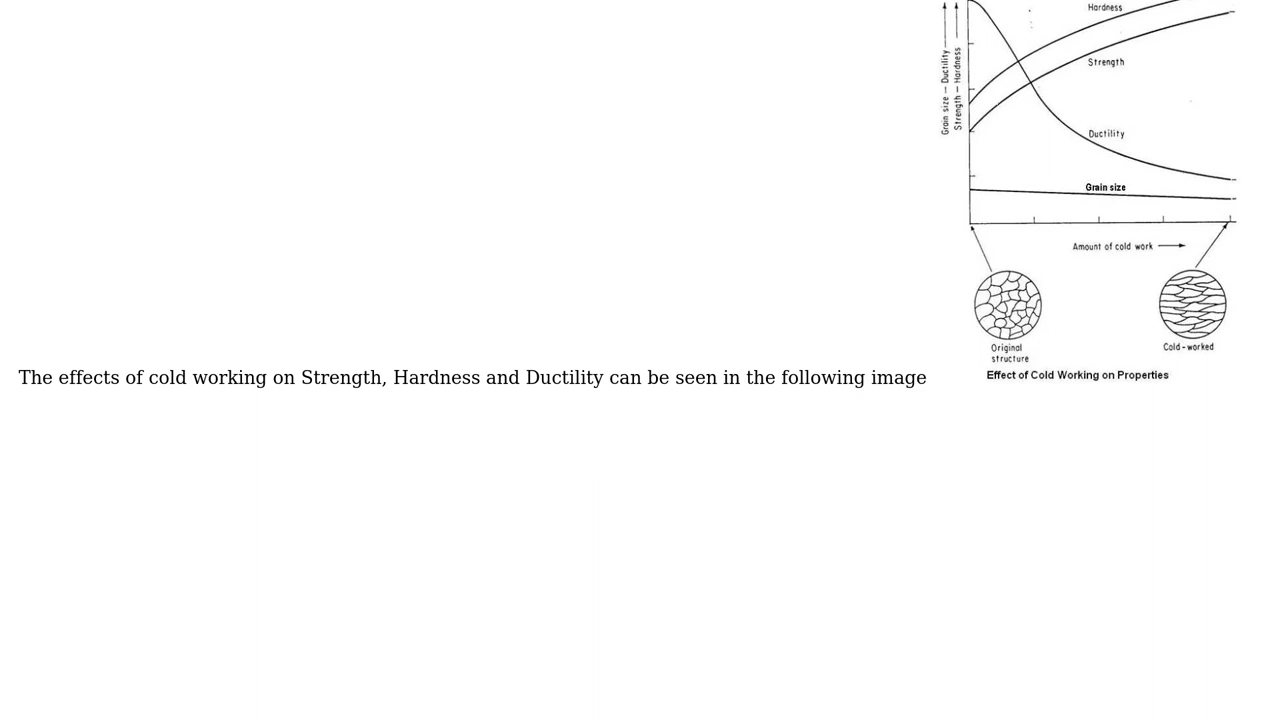 Hardness
Grain size — Ductility
Strength — Hardness
Strength
Ductility
Grain size
Amount of cold work
Original
structure
Cold-worked
The effects of cold working on Strength, Hardness and Ductility can be seen in the following image
Effect of Cold Working on Properties